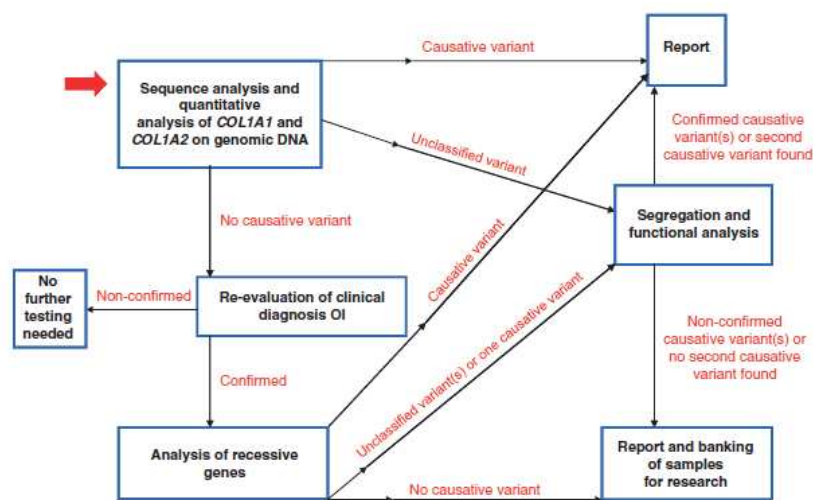 Causative variant
Report
Sequence analysis and
quantitative
analysis of COL1A1 and
COL1A2 on genomic DNA
Unclassified variant
Confirmed causative
variant(s) or second
causative variant found
Segregation and
functional analysis
No causative variant
Causative variant
No
further
testing
needed
Non-confirmed
Re-evaluation of clinical
diagnosis OI
Unclassified variant(s) or one causative variant
Non-confirmed
causative variant(s) or
no second causative
variant found
Confirmed
Analysis of recessive
genes
Report and banking
of samples
for research
No causative variant